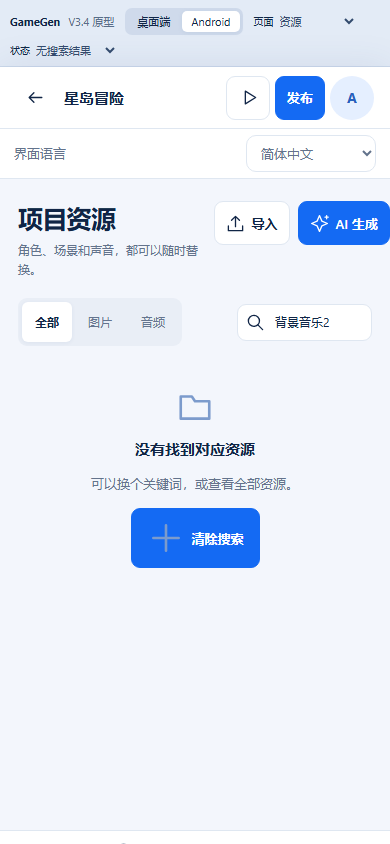 GameGen V3.4 原型 桌面端 Android 页面 资源
状态 无搜索结果
星岛冒险 发布 A
界面语言 简体中文
项目资源 导入 AI 生成
角色、场景和声音，都可以随时替
换。
全部 图片 音频 背景音乐2
没有找到对应资源
可以换个关键词，或查看全部资源。
清除搜索